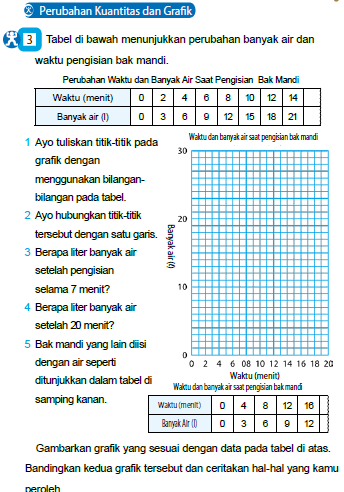 Perubahan Kuantitas dan Grafik
3 Tabel di bawah menunjukkan perubahan banyak air dan
waktu pengisian bak mandi.
Perubahan Waktu dan Banyak Air Saat Pengisian Bak Mandi
Waktu (menit) 0 2 4 6 8 10 12 14
Banyak air (l) 0 3 6 9 12 15 18 21
1 Ayo tuliskan titik-titik pada
grafik dengan
menggunakan bilangan-
bilangan pada tabel.
2 Ayo hubungkan titik-titik
tersebut dengan satu garis.
3 Berapa liter banyak air
setelah pengisian
selama 7 menit?
4 Berapa liter banyak air
setelah 20 menit?
5 Bak mandi yang lain diisi
dengan air seperti
ditunjukkan dalam tabel di
samping kanan.
Waktu dan banyak air saat pengisian bak mandi
30
20
10
0
Banyak air (l)
0 2 4 6 08 10 12 14 16 18 20
Waktu (menit)
Waktu dan banyak air saat pengisian bak mandi
Waktu (menit) 0 4 8 12 16
Banyak Air (l) 0 3 6 9 12
Gambarkan grafik yang sesuai dengan data pada tabel di atas.
Bandingkan kedua grafik tersebut dan ceritakan hal-hal yang kamu
peroleh